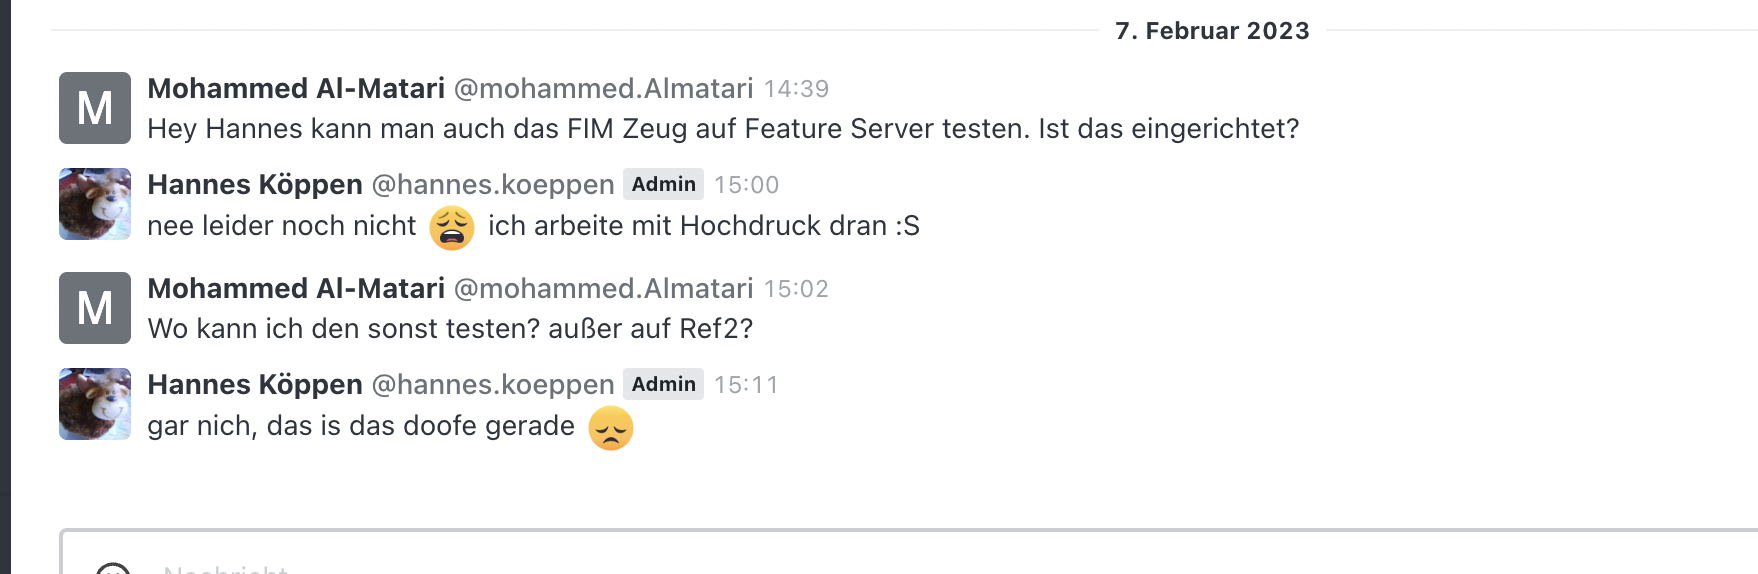 7. Februar 2023
M
Mohammed Al-Matari @mohammed.Almatari 14:39
Hey Hannes kann man auch das FIM Zeug auf Feature Server testen. Ist das eingerichtet?
Hannes Köppen @hannes.koeppen Admin 15:00
nee leider noch nicht 😩 ich arbeite mit Hochdruck dran :S
M
Mohammed Al-Matari @mohammed.Almatari 15:02
Wo kann ich den sonst testen? außer auf Ref2?
Hannes Köppen @hannes.koeppen Admin 15:11
gar nich, das is das doofe gerade 😞
Nachricht